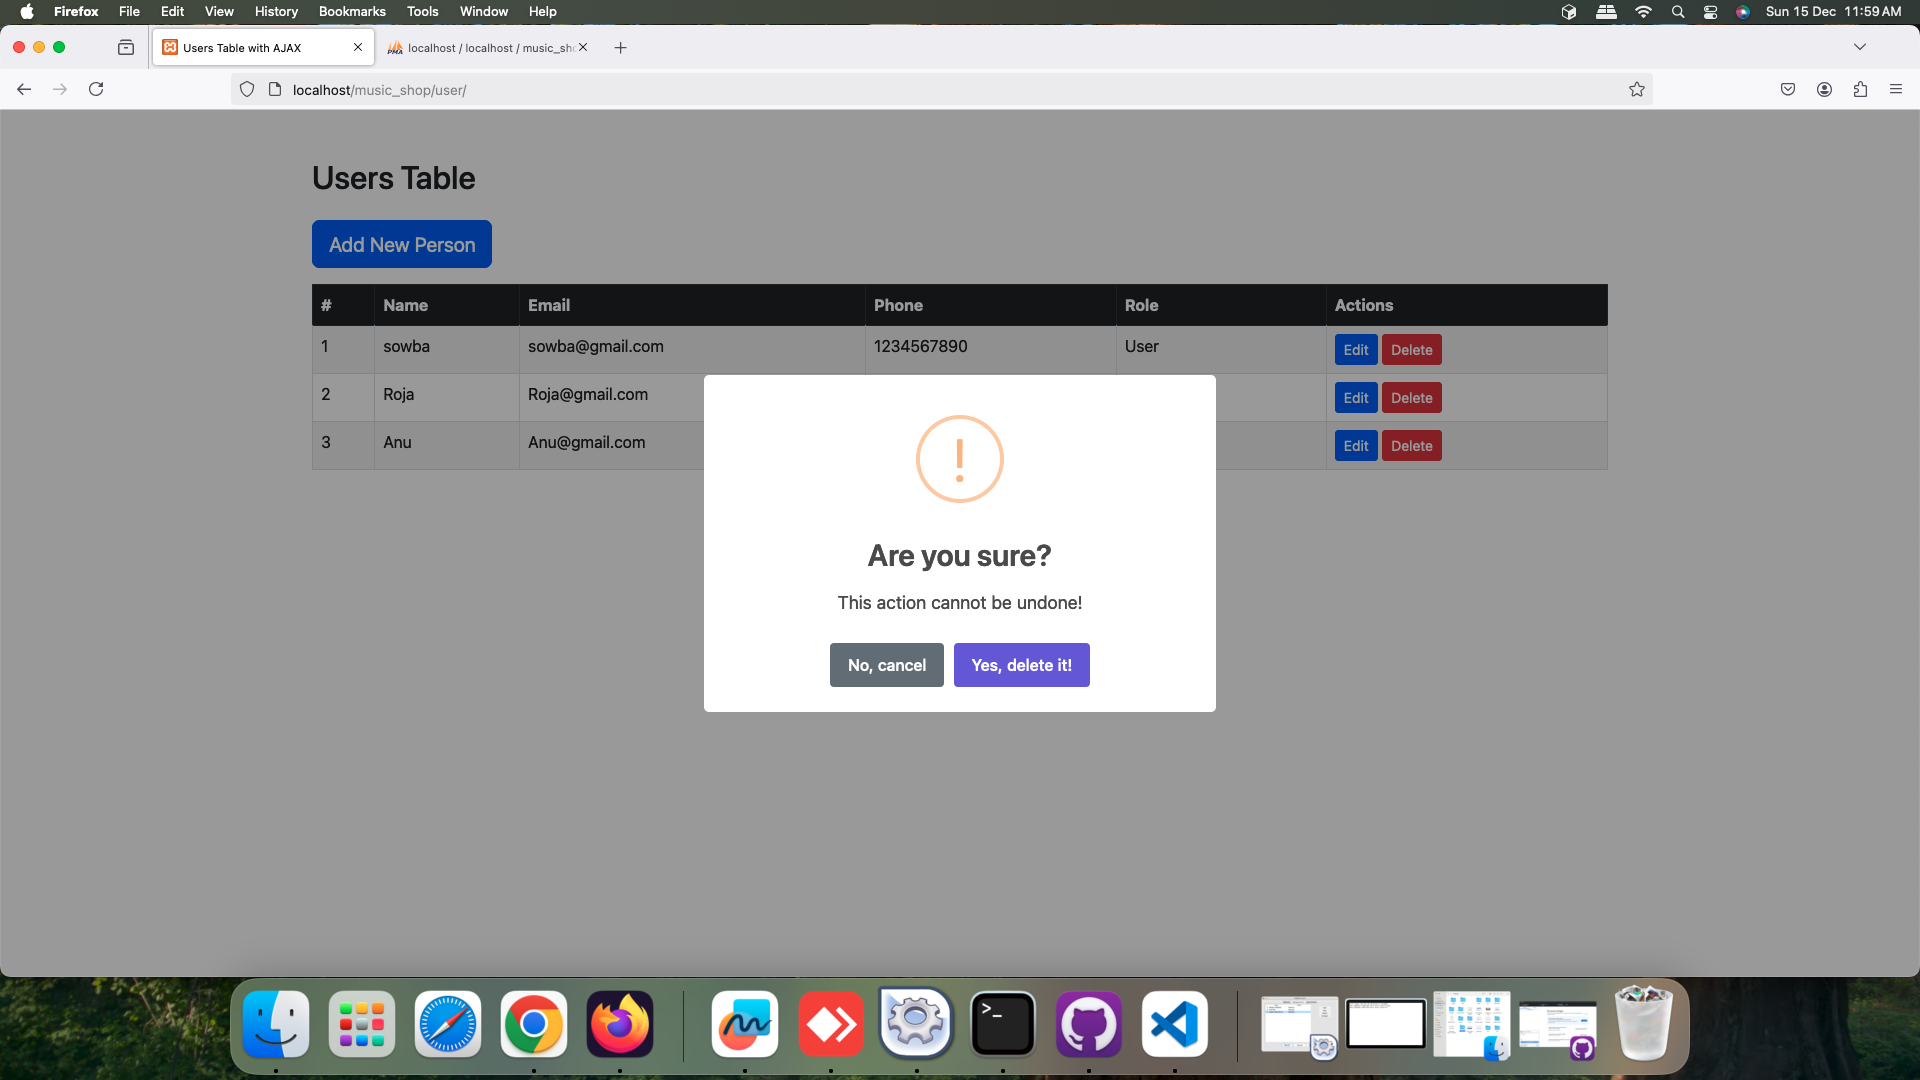 Firefox File Edit View History Bookmarks Tools Window Help Sun 15 Dec 11:59 AM
Users Table with AJAX
PMA localhost / localhost / music_sh
localhost/music_shop/user/
Users Table
Add New Person
# Name Email Phone Role Actions
1 sowba sowba@gmail.com 1234567890 User Edit Delete
2 Roja Roja@gmail.com Edit Delete
3 Anu Anu@gmail.com Edit Delete
!
Are you sure?
This action cannot be undone!
No, cancel Yes, delete it!
>_